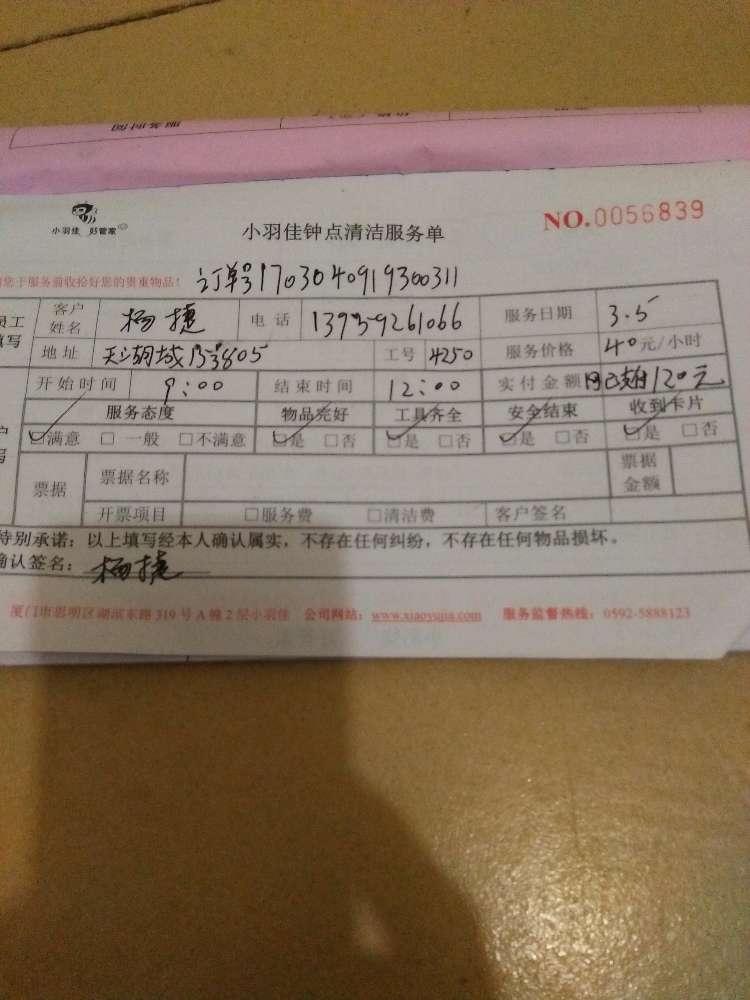 小羽佳 好管家
小羽佳钟点清洁服务单
NO.0056839
您于服务前收拾好您的贵重物品! 订单号1703040919300311
员工填写 客户姓名 杨捷 电话 13959261066 服务日期 3.5
地址 天湖城 805 工号 4250 服务价格 40元/小时
开始时间 9:00 结束时间 12:00 实付金额 网已支付120元
服务态度 物品完好 工具齐全 安全结束 收到卡片
☑满意 □一般 □不满意 ☑是 □否 ☑是 □否 ☑是 □否 ☑是 □否
票据 票据名称 票据金额
开票项目 □服务费 □清洁费 客户签名
特别承诺:以上填写经本人确认属实,不存在任何纠纷,不存在任何物品损坏。
确认签名:杨捷
厦门市思明区湖滨东路319号A幢2层小羽佳 公司网站:www.xiaoyujia.com 服务监督热线:0592-5888123